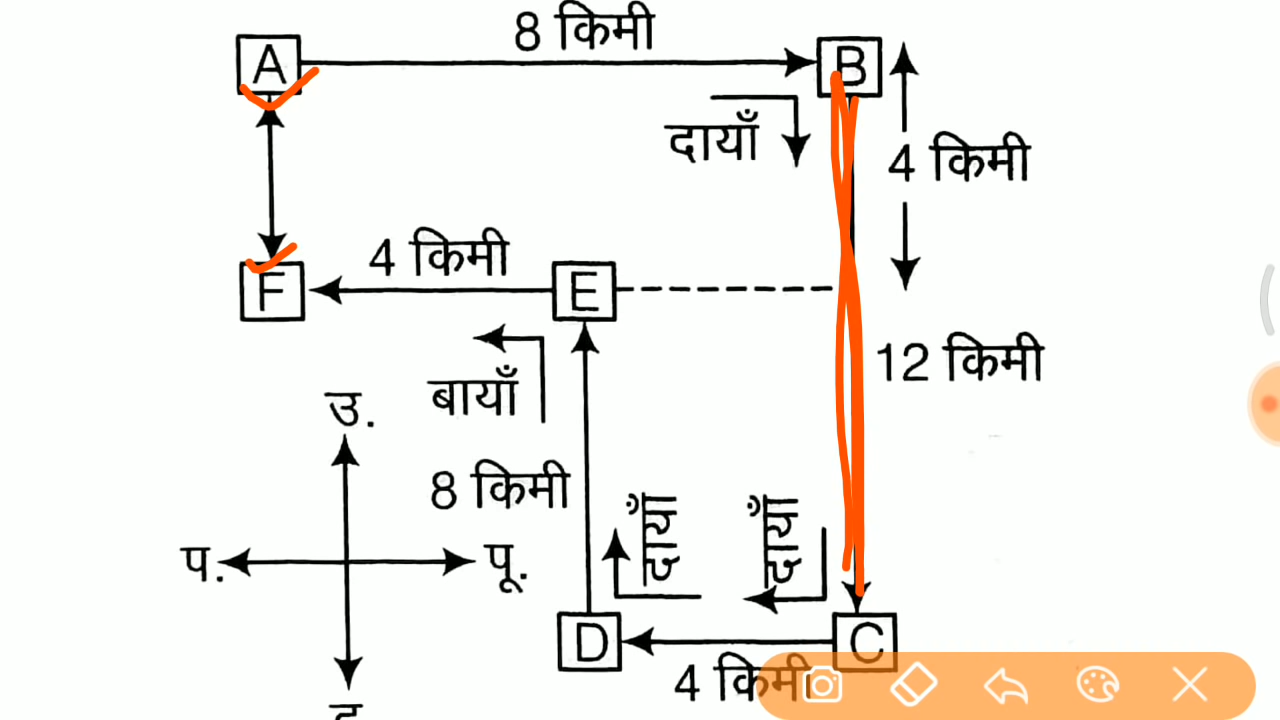 8 किमी
A
B
दायाँ
4 किमी
4 किमी
F
E
12 किमी
बायाँ
उ.
8 किमी
दायाँ
दायाँ
प.
पू.
D
C
4 किमी